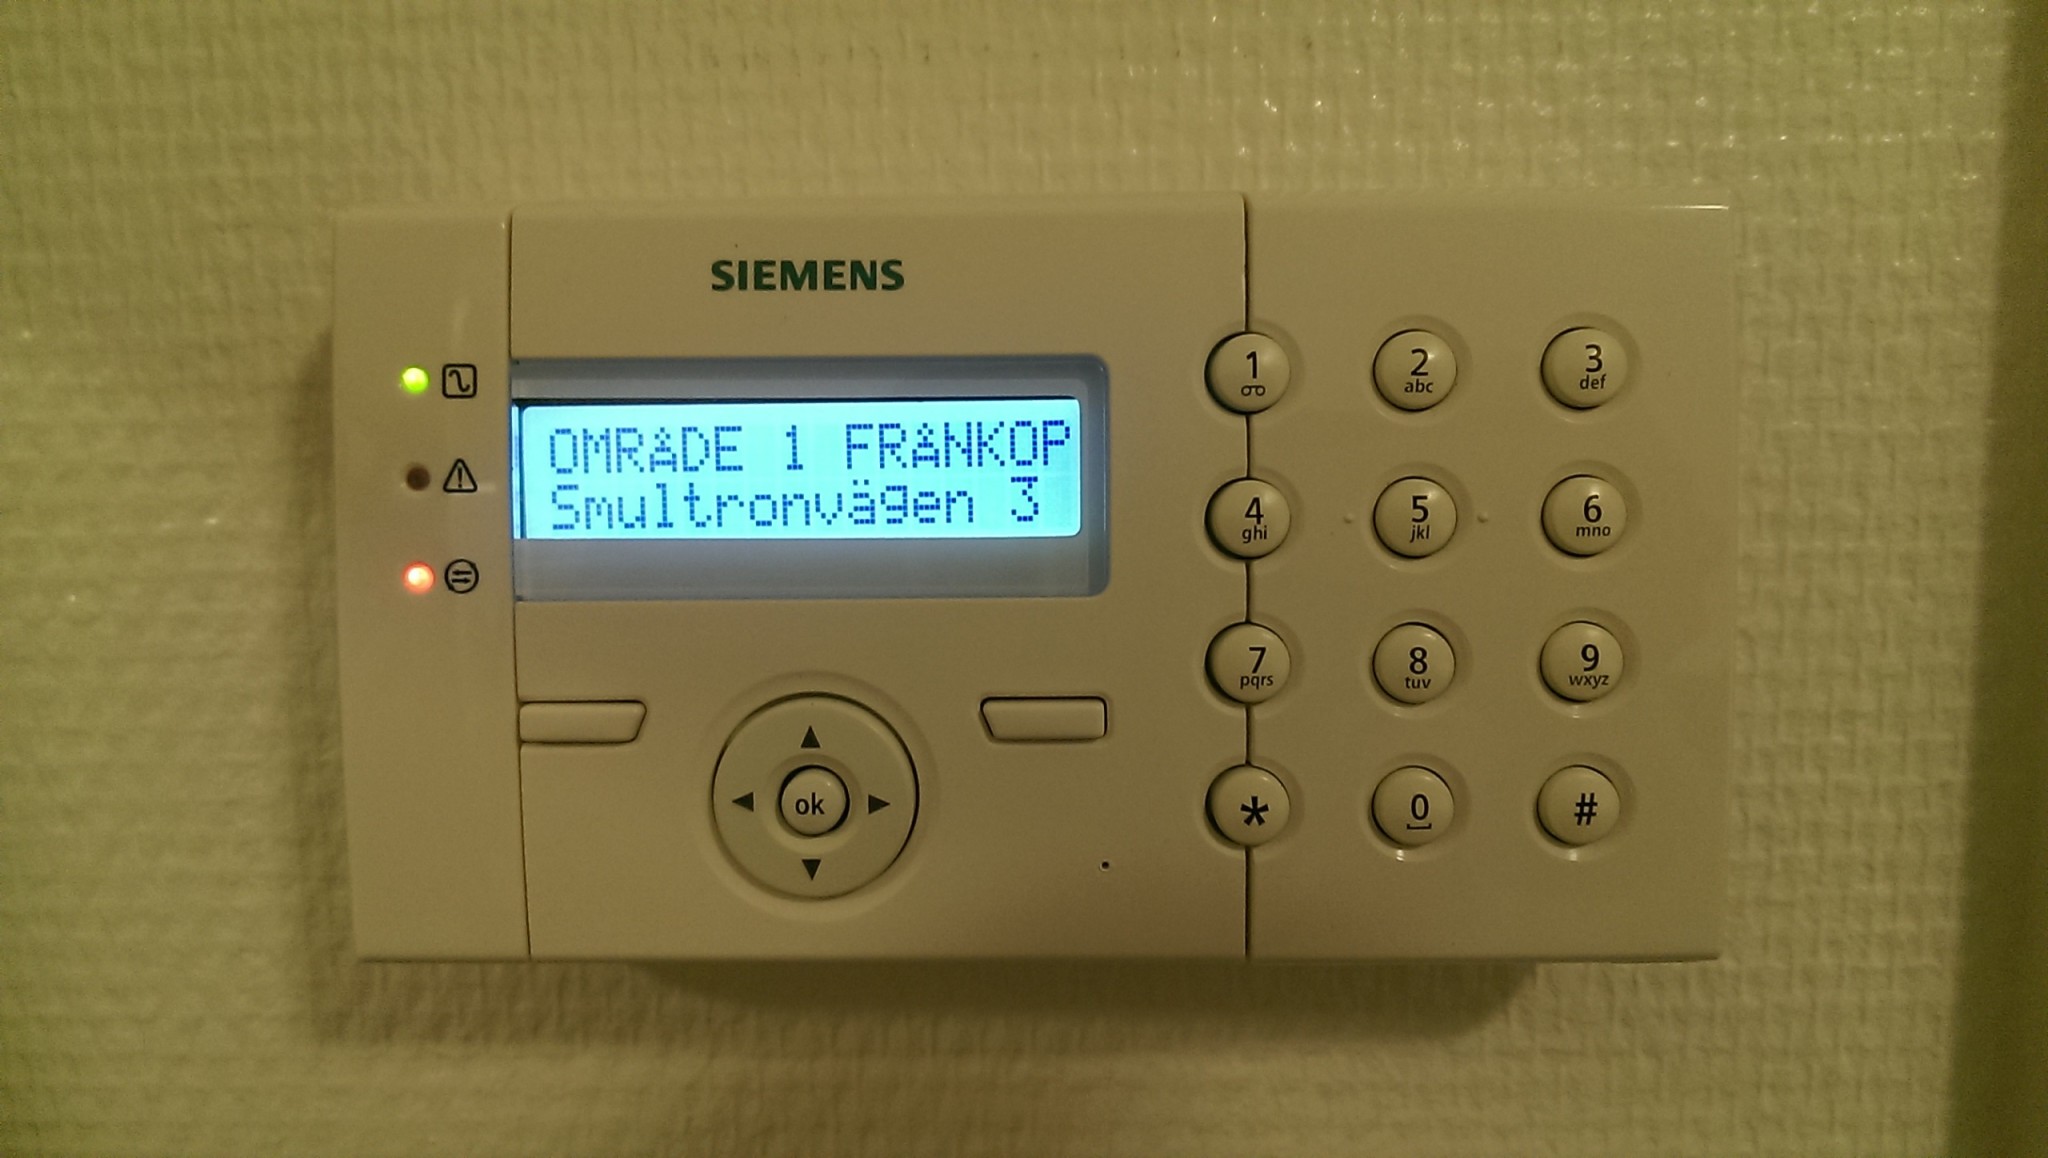 SIEMENS
OMRÅDE 1 FRÅNKOP
Smultronvägen 3
1
2 abc
3 def
4 ghi
5 jkl
6 mno
7 pqrs
8 tuv
9 wxyz
*
0
#
ok